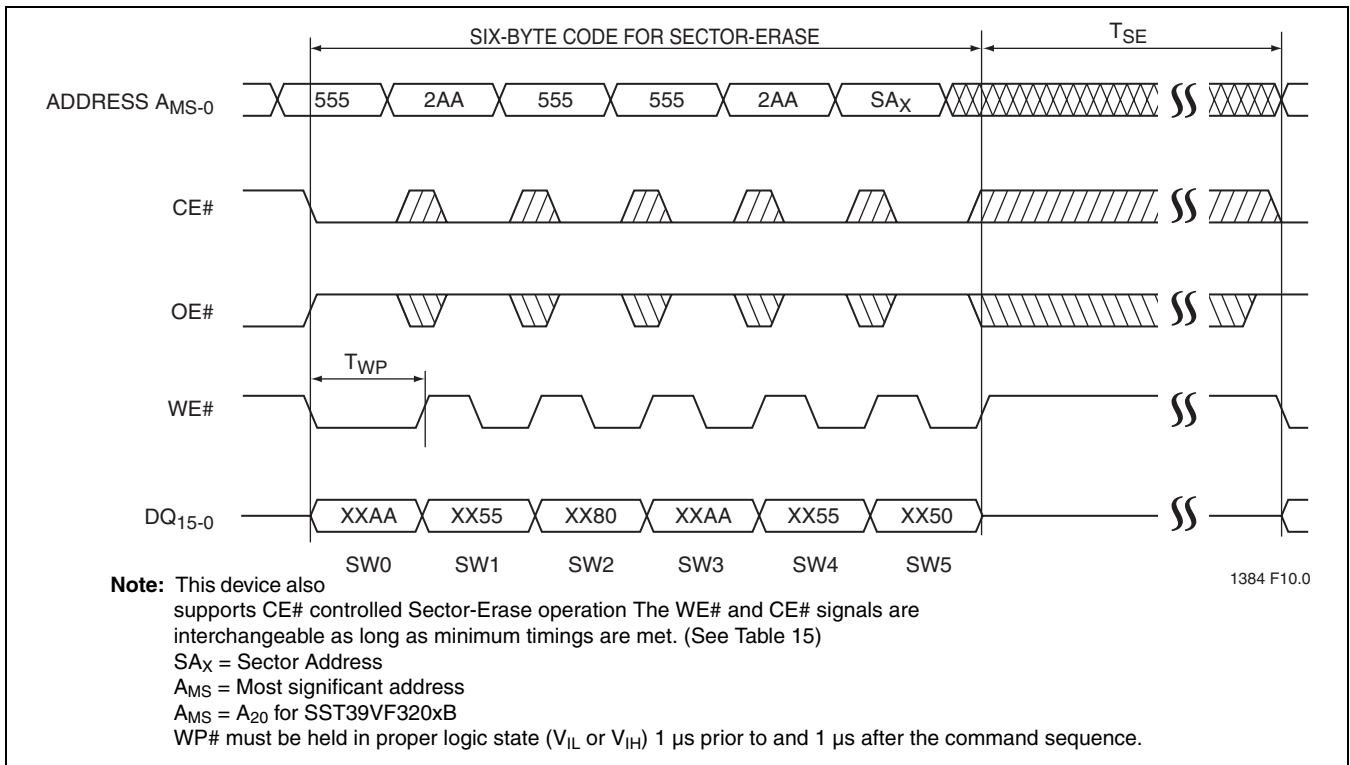 SIX-BYTE CODE FOR SECTOR-ERASE TSE
ADDRESS AMS-0 555 2AA 555 555 2AA SAX
CE#
OE#
TWP
WE#
DQ15-0 XXAA XX55 XX80 XXAA XX55 XX50
SW0 SW1 SW2 SW3 SW4 SW5
1384 F10.0
Note: This device also
supports CE# controlled Sector-Erase operation The WE# and CE# signals are
interchangeable as long as minimum timings are met. (See Table 15)
SAX = Sector Address
AMS = Most significant address
AMS = A20 for SST39VF320xB
WP# must be held in proper logic state (VIL or VIH) 1 µs prior to and 1 µs after the command sequence.